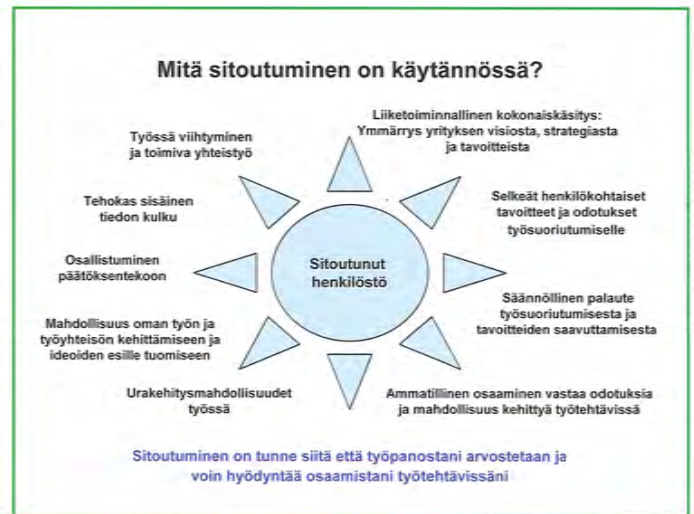 Mitä sitoutuminen on käytännössä?
Liiketoiminnallinen kokonaiskäsitys:
Ymmärrys yrityksen visiosta, strategiasta
ja tavoitteista
Selkeät henkilökohtaiset
tavoitteet ja odotukset
työsuoriutumiselle
Säännöllinen palaute
työsuoriutumisesta ja
tavoitteiden saavuttamisesta
Ammatillinen osaaminen vastaa odotuksia
ja mahdollisuus kehittyä työtehtävissä
Urakehitysmahdollisuudet
työssä
Mahdollisuus oman työn ja
työyhteisön kehittämiseen ja
ideoiden esille tuomiseen
Osallistuminen
päätöksentekoon
Tehokas sisäinen
tiedon kulku
Työssä viihtyminen
ja toimiva yhteistyö
Sitoutunut
henkilöstö
Sitoutuminen on tunne siitä että työpanostani arvostetaan ja
voin hyödyntää osaamistani työtehtävissäni